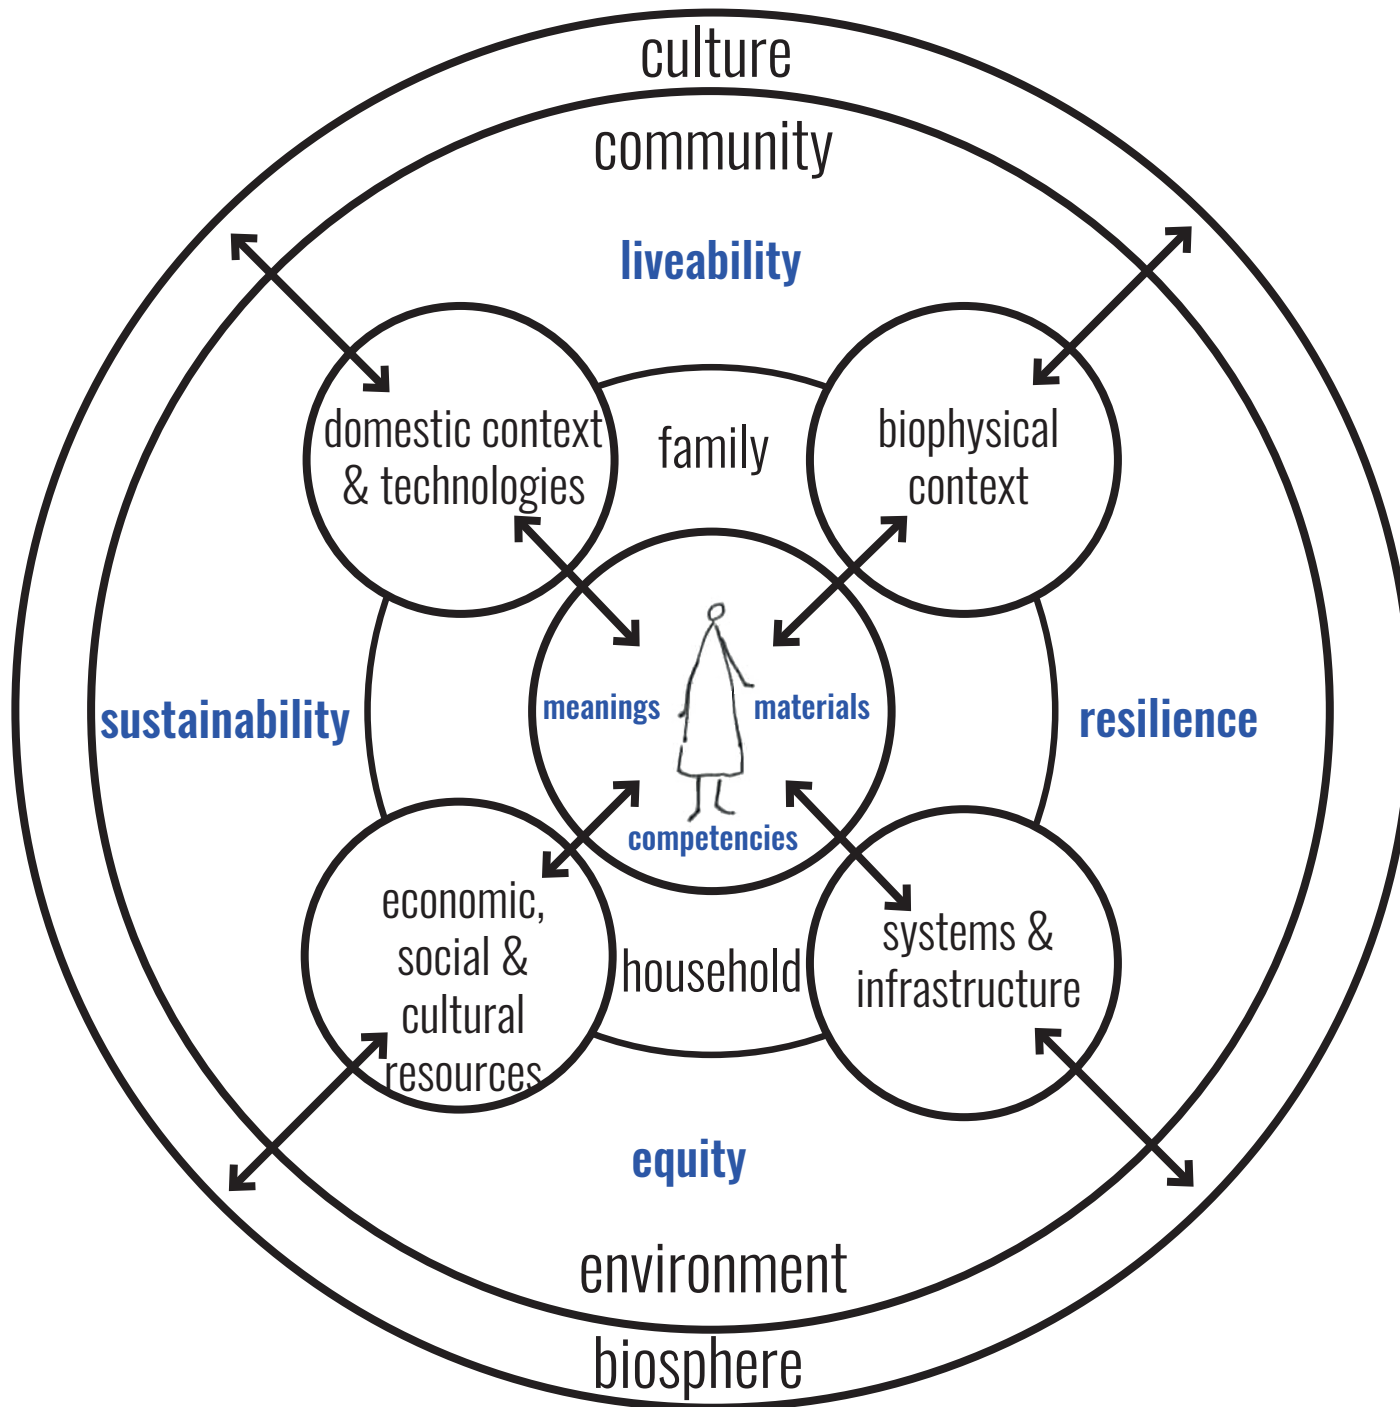 culture
community
liveability
domestic context
& technologies
family
biophysical
context
sustainability
meanings
materials
resilience
competencies
economic,
social &
cultural
resources
household
systems &
infrastructure
equity
environment
biosphere